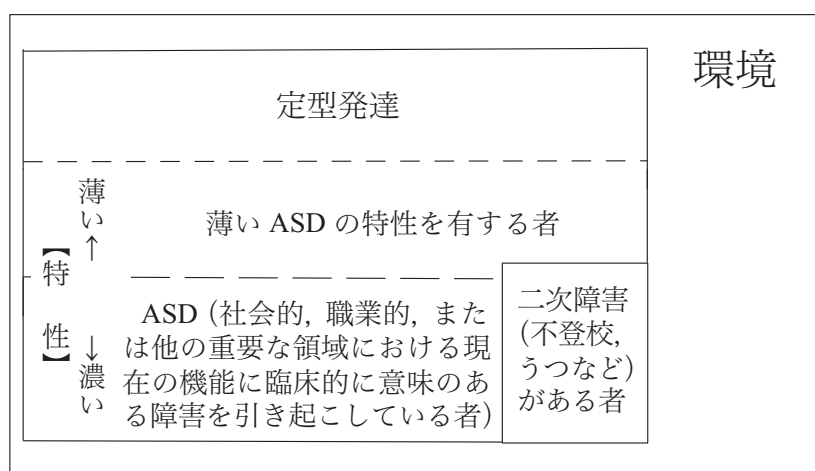 環境
定型発達
薄い↑
【特 性】
↓濃い
薄い ASD の特性を有する者
ASD（社会的，職業的，また
は他の重要な領域における現
在の機能に臨床的に意味のあ
る障害を引き起こしている者）
二次障害
（不登校，
うつなど）
がある者